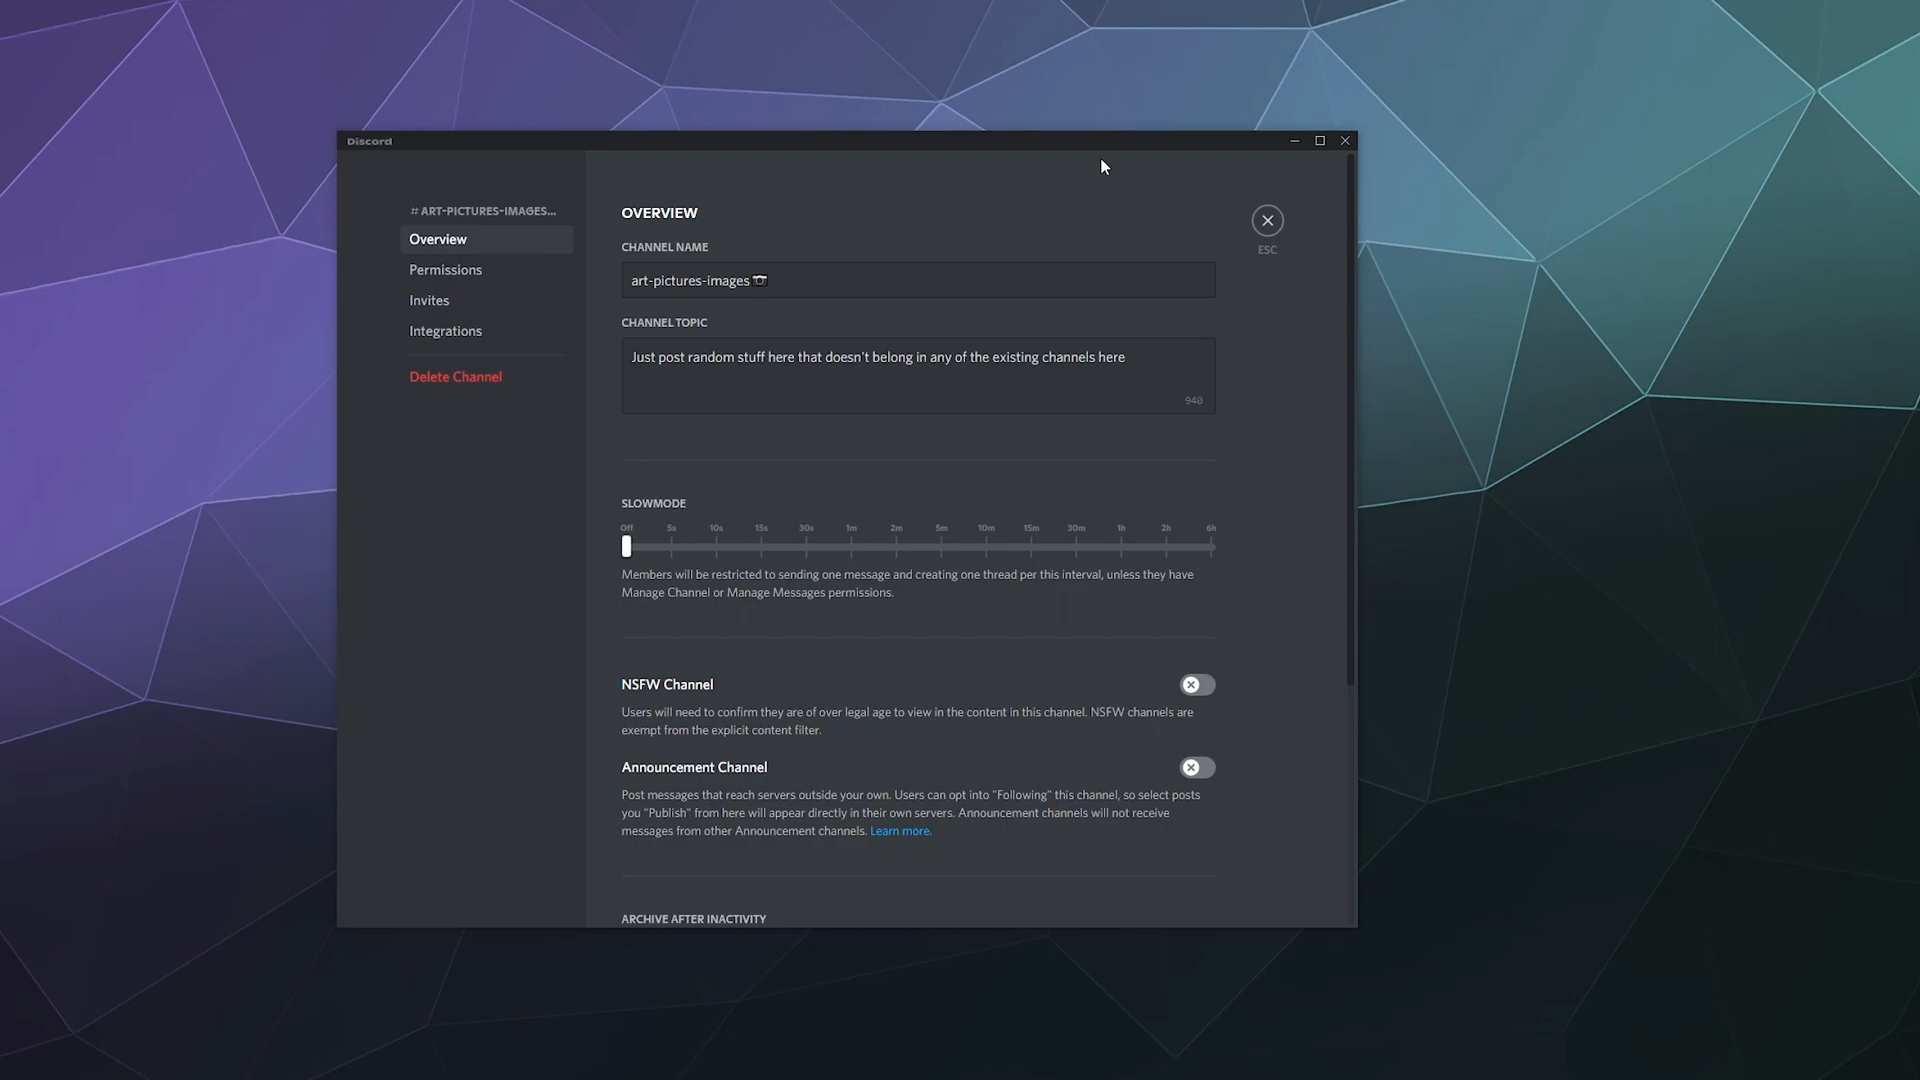 Discord
# ART-PICTURES-IMAGES...
Overview
Permissions
Invites
Integrations
Delete Channel
OVERVIEW
ESC
CHANNEL NAME
art-pictures-images📷
CHANNEL TOPIC
Just post random stuff here that doesn't belong in any of the existing channels here
940
SLOWMODE
Off 5s 10s 15s 30s 1m 2m 5m 10m 15m 30m 1h 2h 6h
Members will be restricted to sending one message and creating one thread per this interval, unless they have
Manage Channel or Manage Messages permissions.
NSFW Channel
Users will need to confirm they are of over legal age to view in the content in this channel. NSFW channels are
exempt from the explicit content filter.
Announcement Channel
Post messages that reach servers outside your own. Users can opt into "Following" this channel, so select posts
you "Publish" from here will appear directly in their own servers. Announcement channels will not receive
messages from other Announcement channels. Learn more.
ARCHIVE AFTER INACTIVITY